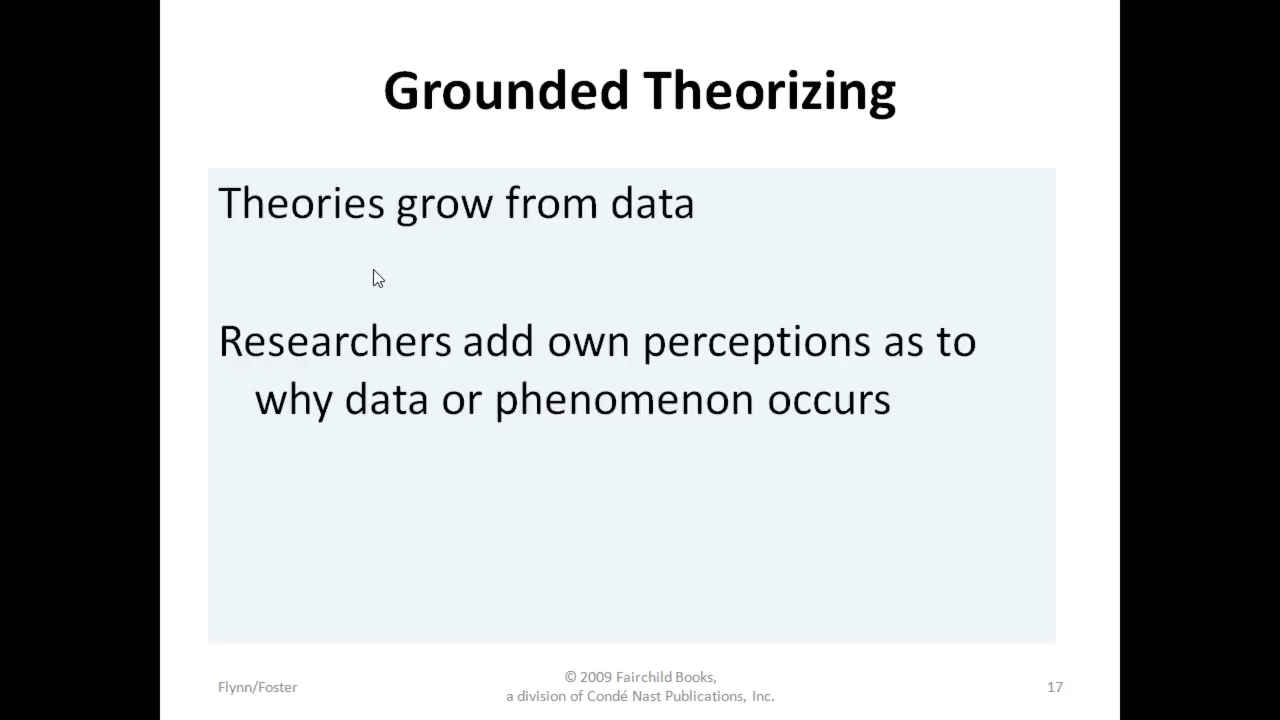 Grounded Theorizing
Theories grow from data
Researchers add own perceptions as to
why data or phenomenon occurs
Flynn/Foster
© 2009 Fairchild Books,
a division of Condé Nast Publications, Inc.
17